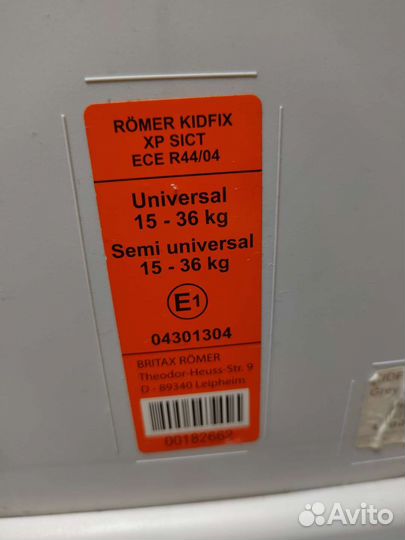 RÖMER KIDFIX
XP SICT
ECE R44/04
Universal
15 - 36 kg
Semi universal
15 - 36 kg
E1
04301304
BRITAX RÖMER
Theodor-Heuss-Str. 9
D - 89340 Leipheim
00182662
Grey
Avito